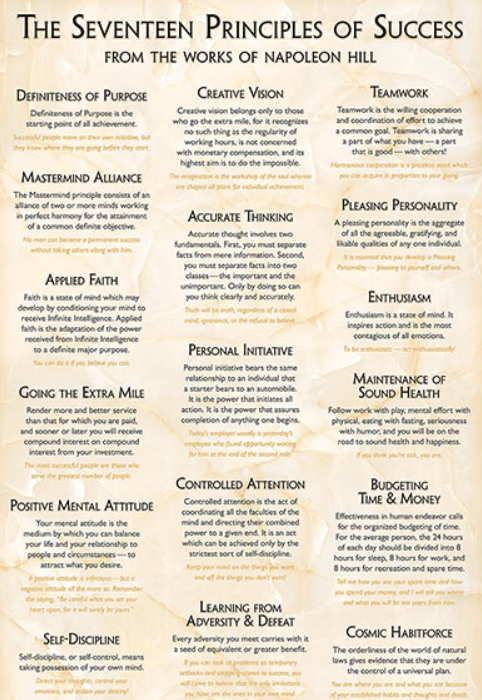 THE SEVENTEEN PRINCIPLES OF SUCCESS
FROM THE WORKS OF NAPOLEON HILL
DEFINITENESS OF PURPOSE
Definiteness of Purpose is the
starting point of all achievement.
Successful people move on their own initiative, but
they know where they are going before they start.
MASTERMIND ALLIANCE
The Mastermind principle consists of an
alliance of two or more minds working
in perfect harmony for the attainment
of a common definite objective.
No man can become a permanent success
without taking others along with him.
APPLIED FAITH
Faith is a state of mind which may
develop by conditioning your mind to
receive Infinite Intelligence. Applied
faith is the adaptation of the power
received from Infinite Intelligence
to a definite major purpose.
You can do it if you believe you can.
GOING THE EXTRA MILE
Render more and better service
than that for which you are paid,
and sooner or later you will receive
compound interest on compound
interest from your investment.
The most successful people are those who
serve the greatest number of people.
POSITIVE MENTAL ATTITUDE
Your mental attitude is the
medium by which you can balance
your life and your relationship to
people and circumstances — to
attract what you desire.
A positive attitude is infectious — but a
negative attitude all the more so. Remember
the saying, "Be careful what you set your
heart upon, for it will surely be yours."
SELF-DISCIPLINE
Self-discipline, or self-control, means
taking possession of your own mind.
Direct your thoughts, control your
emotions, and ordain your destiny!
CREATIVE VISION
Creative vision belongs only to those
who go the extra mile, for it recognizes
no such thing as the regularity of
working hours, is not concerned
with monetary compensation, and its
highest aim is to do the impossible.
The imagination is the workshop of the soul wherein
are shaped all plans for individual achievement.
ACCURATE THINKING
Accurate thought involves two
fundamentals. First, you must separate
facts from mere information. Second,
you must separate facts into two
classes — the important and the
unimportant. Only by doing so can
you think clearly and accurately.
Truth will be truth, regardless of a closed
mind, ignorance, or the refusal to believe.
PERSONAL INITIATIVE
Personal initiative bears the same
relationship to an individual that
a starter bears to an automobile.
It is the power that initiates all
action. It is the power that assures
completion of anything one begins.
Today's employer usually is yesterday's
employee who found opportunity waiting
for him at the end of the second mile.
CONTROLLED ATTENTION
Controlled attention is the act of
coordinating all the faculties of the
mind and directing their combined
power to a given end. It is an act
which can be achieved only by the
strictest sort of self-discipline.
Keep your mind on the things you want
and off the things you don't want!
LEARNING FROM
ADVERSITY & DEFEAT
Every adversity you meet carries with it
a seed of equivalent or greater benefit.
If you can look at problems as temporary
setbacks and stepping stones to success, you
will come to believe that the only limitations
you have are the ones in your own mind.
TEAMWORK
Teamwork is the willing cooperation
and coordination of effort to achieve
a common goal. Teamwork is sharing
a part of what you have — a part
that is good — with others!
Harmonious cooperation is a priceless asset which
you can acquire in proportion to your giving.
PLEASING PERSONALITY
A pleasing personality is the aggregate
of all the agreeable, gratifying, and
likable qualities of any one individual.
It is essential that you develop a Pleasing
Personality — pleasing to yourself and others.
ENTHUSIASM
Enthusiasm is a state of mind. It
inspires action and is the most
contagious of all emotions.
To be enthusiastic — act enthusiastically!
MAINTENANCE OF
SOUND HEALTH
Follow work with play, mental effort with
physical, eating with fasting, seriousness
with humor, and you will be on the
road to sound health and happiness.
If you think you're sick, you are.
BUDGETING
TIME & MONEY
Effectiveness in human endeavor calls
for the organized budgeting of time.
For the average person, the 24 hours
of each day should be divided into 8
hours for sleep, 8 hours for work, and
8 hours for recreation and spare time.
Tell me how you use your spare time and how
you spend your money, and I will tell you where
and what you will be ten years from now.
COSMIC HABITFORCE
The orderliness of the world of natural
laws gives evidence that they are under
the control of a universal plan.
You are where you are and what you are because
of your established habits and thoughts and deeds.